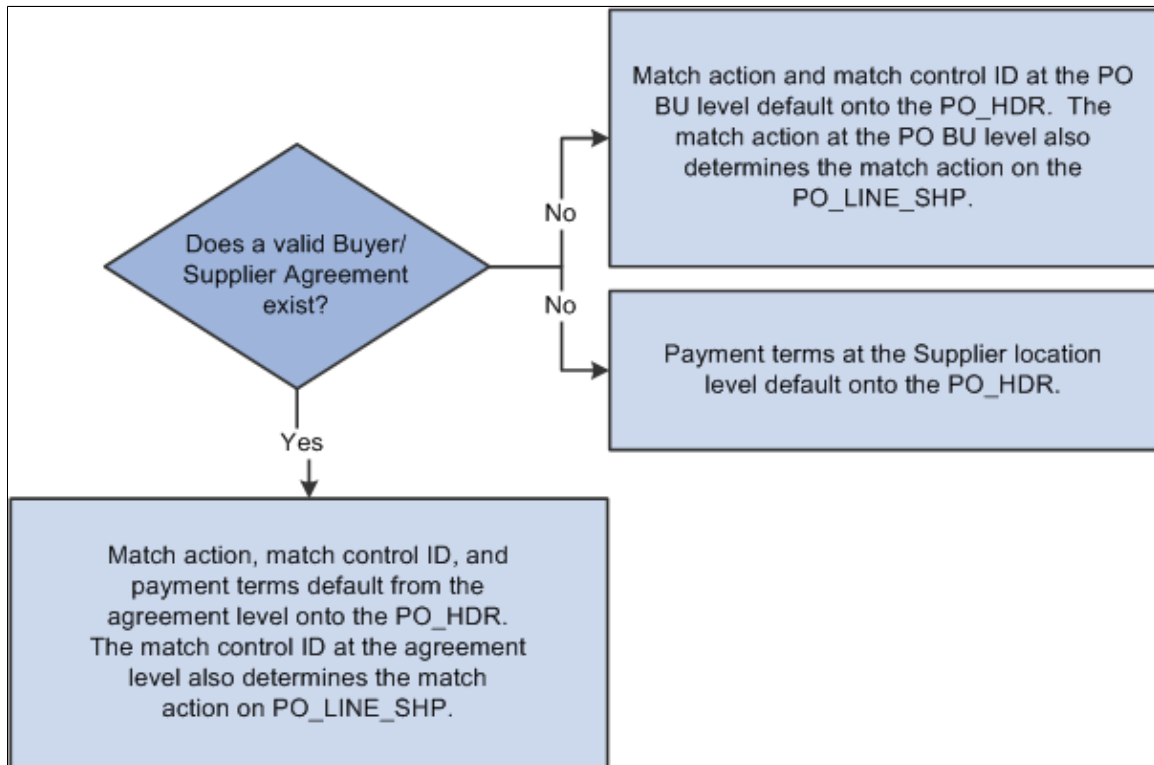 Does a valid Buyer/
Supplier Agreement
exist?
No
Match action and match control ID at the PO
BU level default onto the PO_HDR.  The
match action at the PO BU level also
determines the match action on the
PO_LINE_SHP.
No
Payment terms at the Supplier location
level default onto the PO_HDR.
Yes
Match action, match control ID, and
payment terms default from the
agreement level onto the PO_HDR.
The match control ID at the agreement
level also determines the match
action on PO_LINE_SHP.